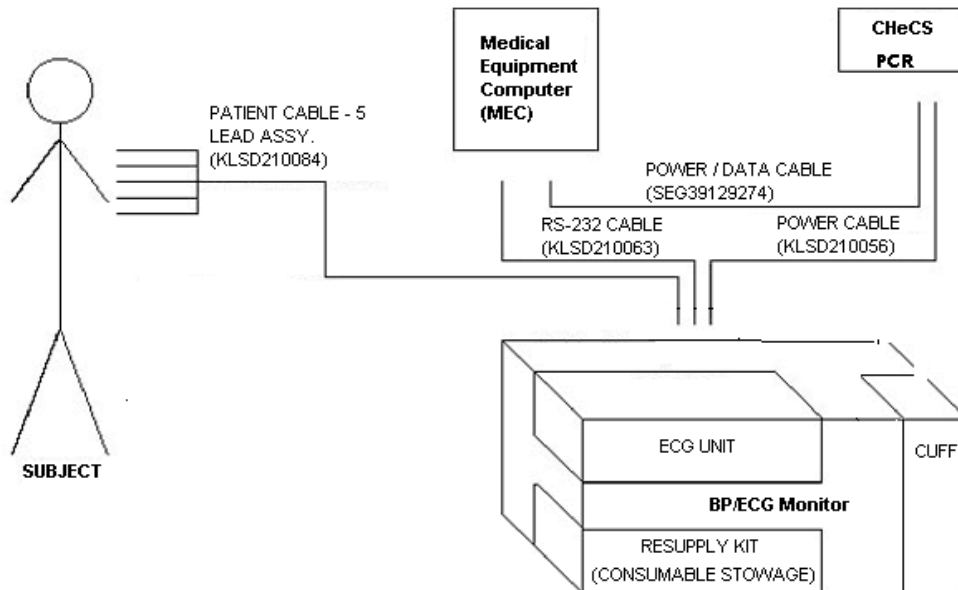 Medical
Equipment
Computer
(MEC)
CHeCS
PCR
PATIENT CABLE - 5
LEAD ASSY.
(KLSD210084)
POWER / DATA CABLE
(SEG39129274)
RS-232 CABLE
(KLSD210063)
POWER CABLE
(KLSD210056)
SUBJECT
ECG UNIT
CUFF
BP/ECG Monitor
RESUPPLY KIT
(CONSUMABLE STOWAGE)